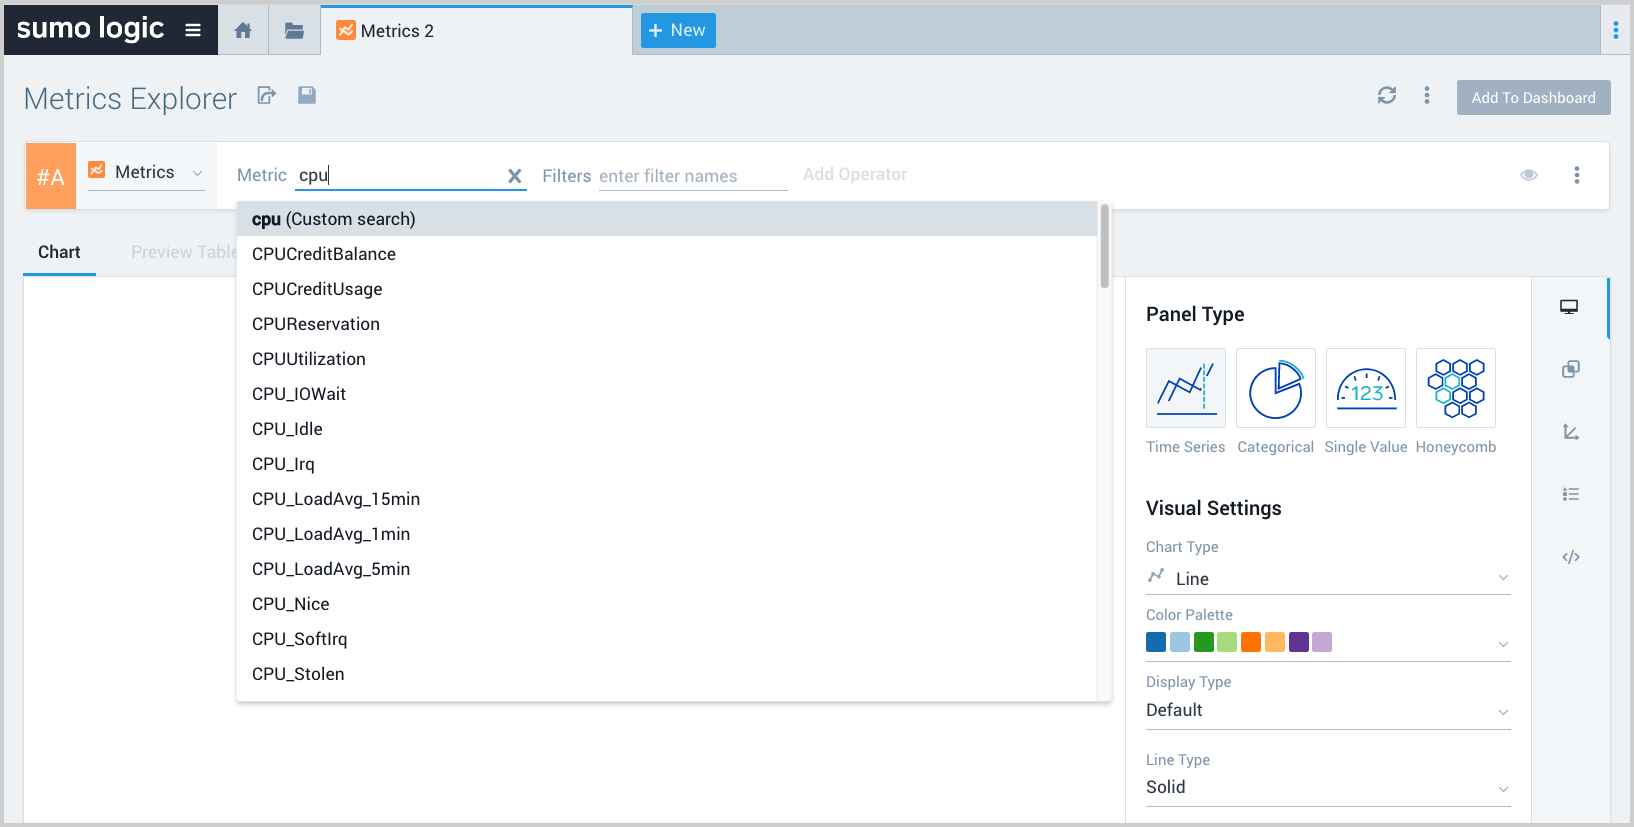 sumo logic
Metrics 2
+ New
Metrics Explorer
Add To Dashboard
#A
Metrics
Metric cpu
Filters enter filter names
Add Operator
cpu (Custom search)
CPUCreditBalance
CPUCreditUsage
CPUReservation
CPUUtilization
CPU_IOWait
CPU_Idle
CPU_Irq
CPU_LoadAvg_15min
CPU_LoadAvg_1min
CPU_LoadAvg_5min
CPU_Nice
CPU_SoftIrq
CPU_Stolen
Chart
Preview Table
Panel Type
123
Time Series
Categorical
Single Value
Honeycomb
Visual Settings
Chart Type
Line
Color Palette
Display Type
Default
Line Type
Solid